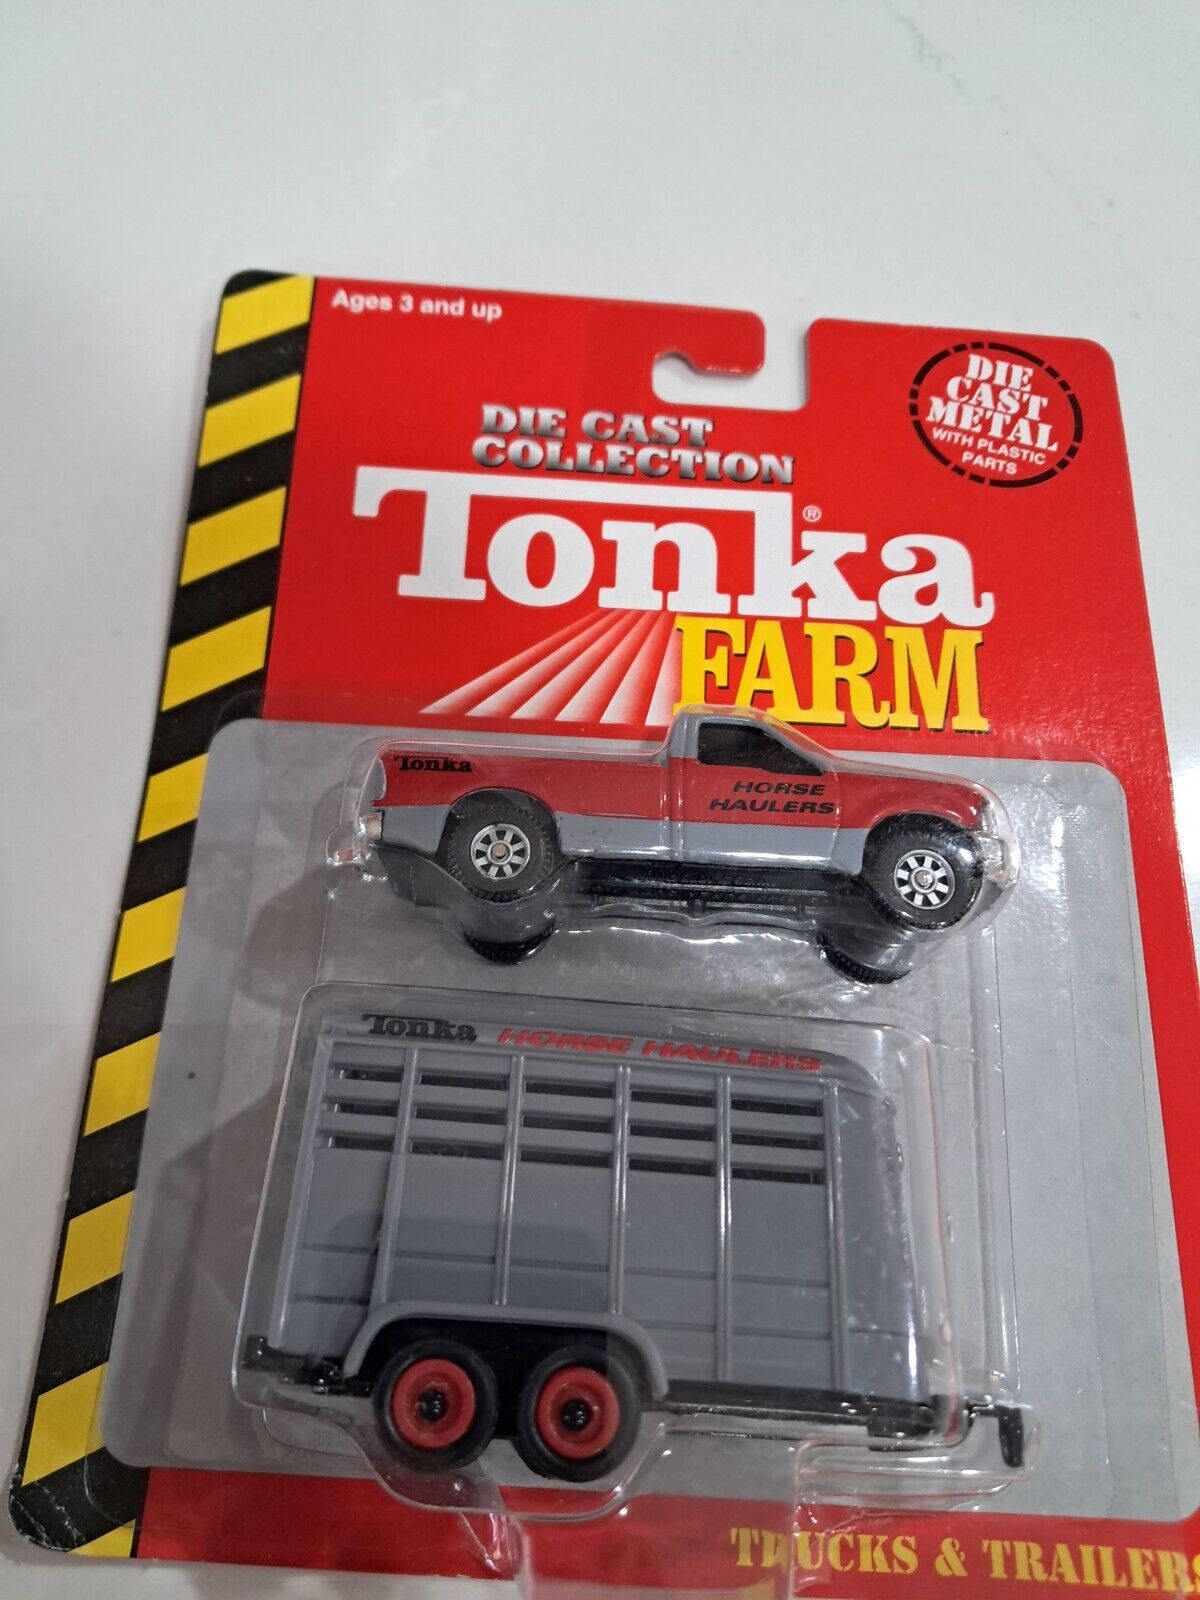 Ages 3 and up
DIE
CAST
METAL
WITH PLASTIC
PARTS
DIE CAST
COLLECTION
Tonka®
FARM
Tonka
HORSE
HAULERS
Tonka HORSE HAULERS
TRUCKS & TRAILERS